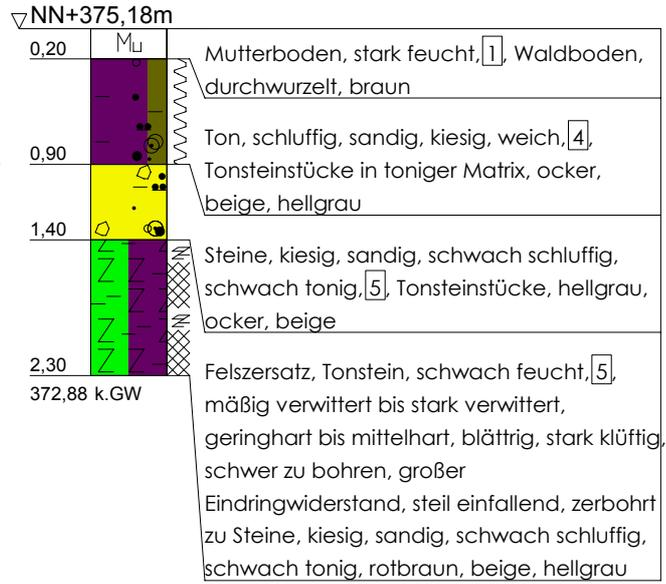 NN+375,18m
0,20
Mu
Mutterboden, stark feucht, 1, Waldboden,
durchwurzelt, braun
0,90
Ton, schluffig, sandig, kiesig, weich, 4,
Tonsteinstücke in toniger Matrix, ocker,
beige, hellgrau
1,40
Steine, kiesig, sandig, schwach schluffig,
schwach tonig, 5, Tonsteinstücke, hellgrau,
ocker, beige
2,30
372,88 k.GW
Felszersatz, Tonstein, schwach feucht, 5,
mäßig verwittert bis stark verwittert,
geringhart bis mittelhart, blättrig, stark klüftig,
schwer zu bohren, großer
Eindringwiderstand, steil einfallend, zerbohrt
zu Steine, kiesig, sandig, schwach schluffig,
schwach tonig, rotbraun, beige, hellgrau